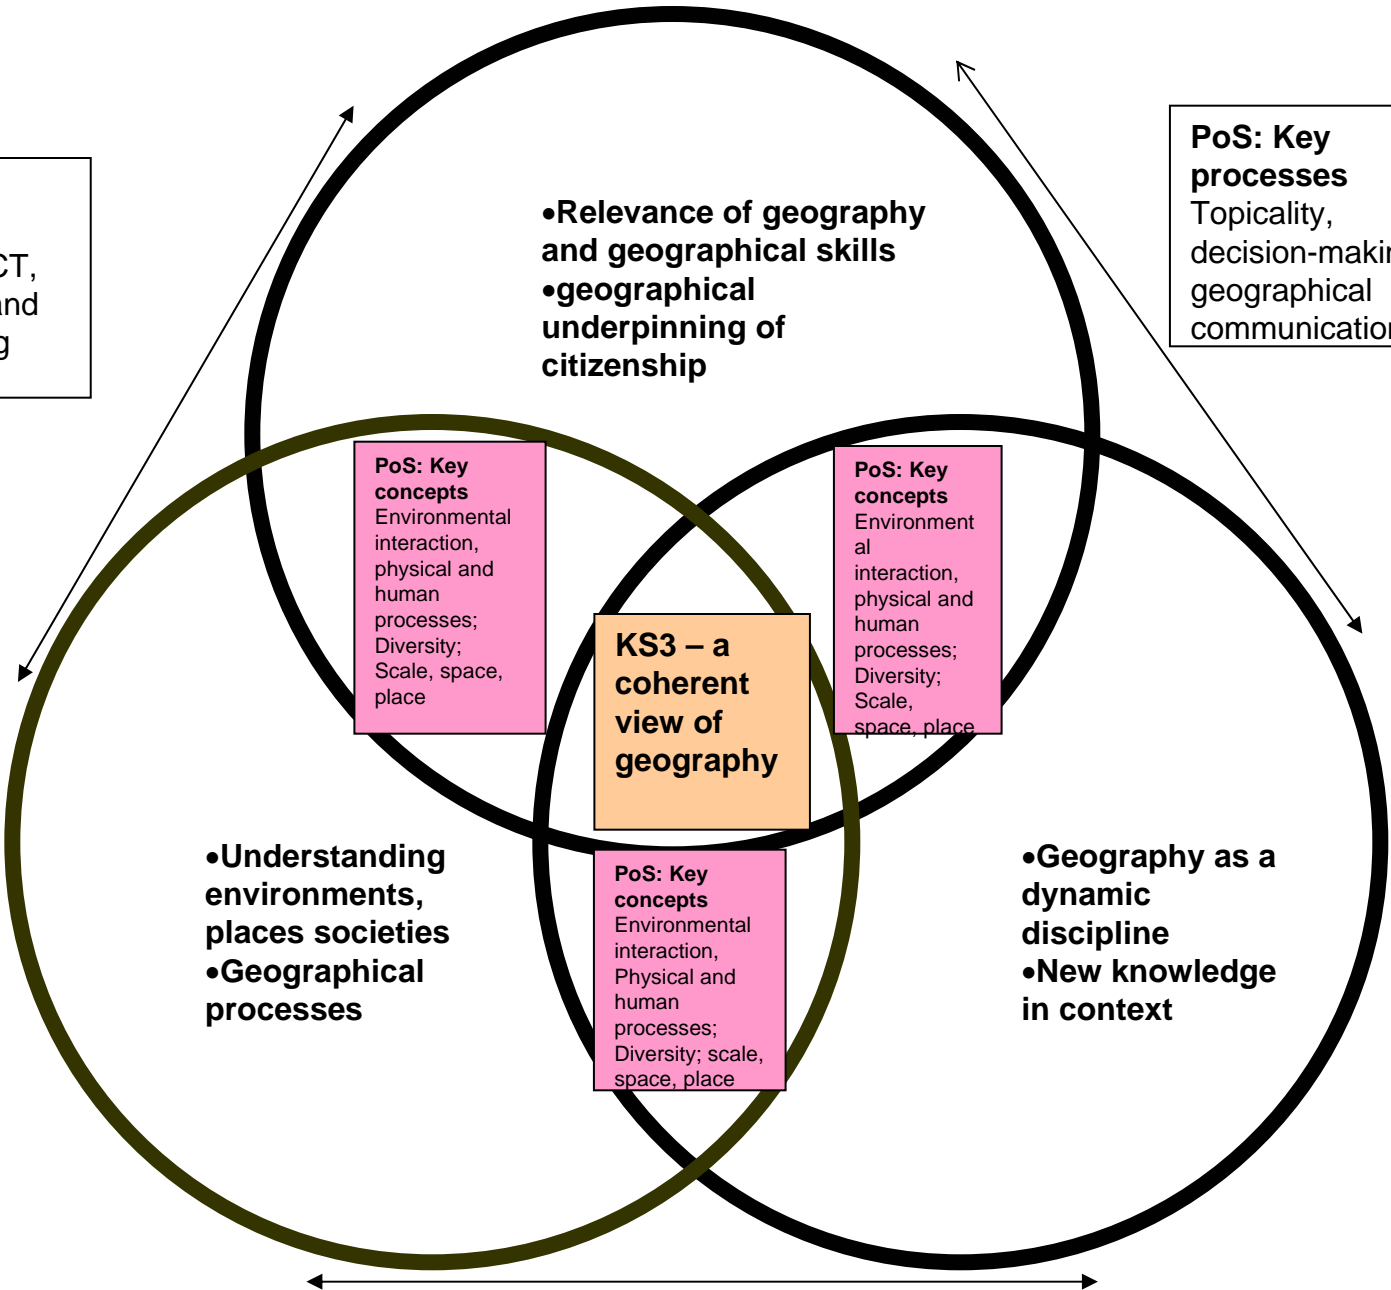 CT,
and
g
PoS: Key
processes
Topicality,
decision-makin
geographical
communication
•Relevance of geography
and geographical skills
•geographical
underpinning of
citizenship
PoS: Key
concepts
Environmental
interaction,
physical and
human
processes;
Diversity;
Scale, space,
place
PoS: Key
concepts
Environment
al
interaction,
physical and
human
processes;
Diversity;
Scale,
space, place
KS3 – a
coherent
view of
geography
•Understanding
environments,
places societies
•Geographical
processes
PoS: Key
concepts
Environmental
interaction,
Physical and
human
processes;
Diversity; scale,
space, place
•Geography as a
dynamic
discipline
•New knowledge
in context